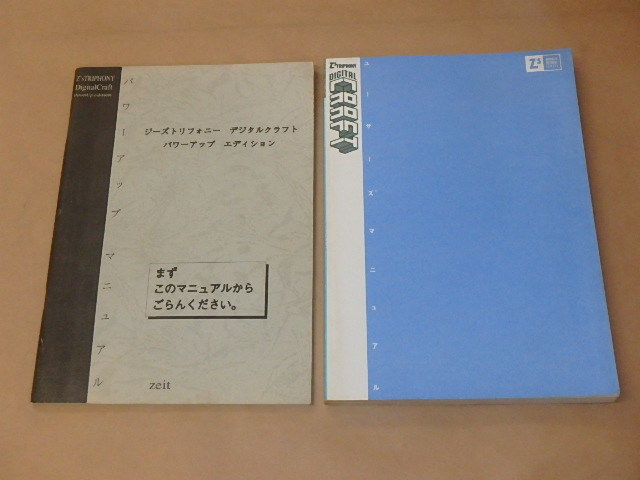 Z'sTRIPHONY
DigitalCraft
パワーアップ マニュアル
ジーズトリフォニー デジタルクラフト
パワーアップ エディション
まず
このマニュアルから
ごらんください。
zeit
Z'sTRIPHONY
DIGITAL
CRAFT
ユーザーズマニュアル
Z's